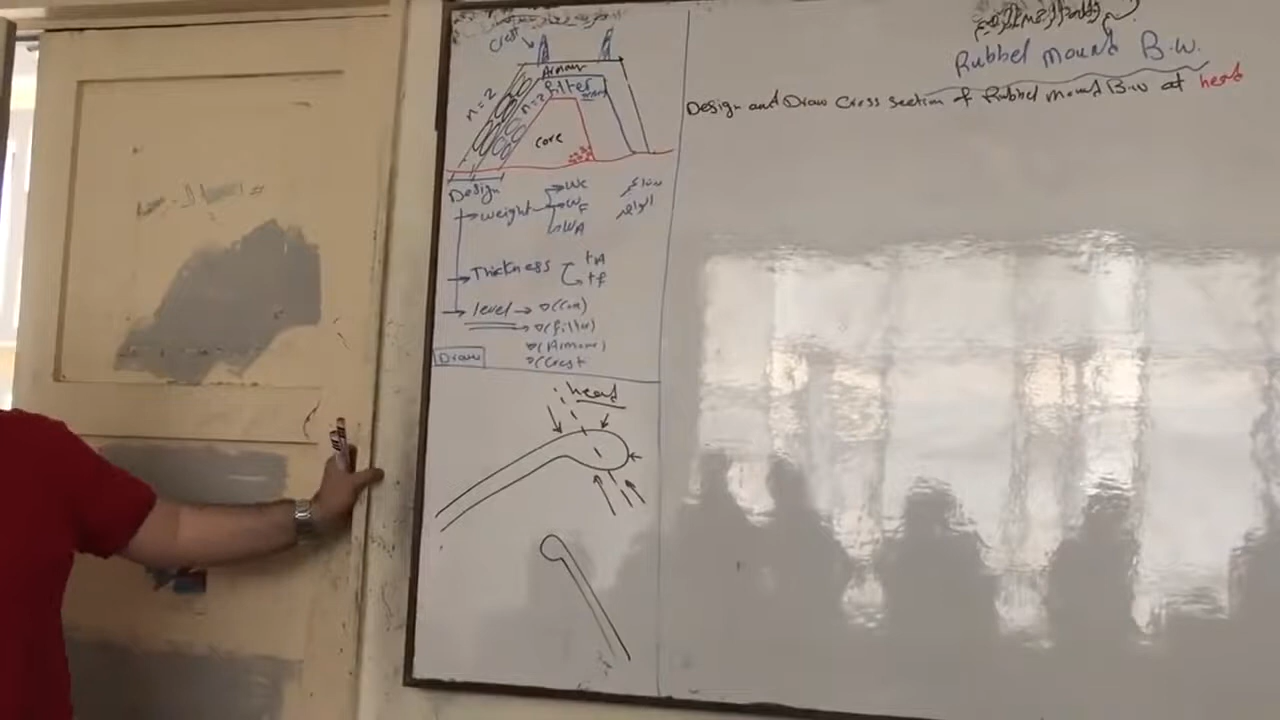 Crest
Armour
n=2
n=2
filter
Core
Design
weight
Wc
WF
WA
Thickness
tA
tf
level
▽(Core)
▽(filter)
▽(Armour)
▽(Crest
Draw
head
Rubbel mound B.W.
Design and Draw Cross section of Rubbel mound B.W at head